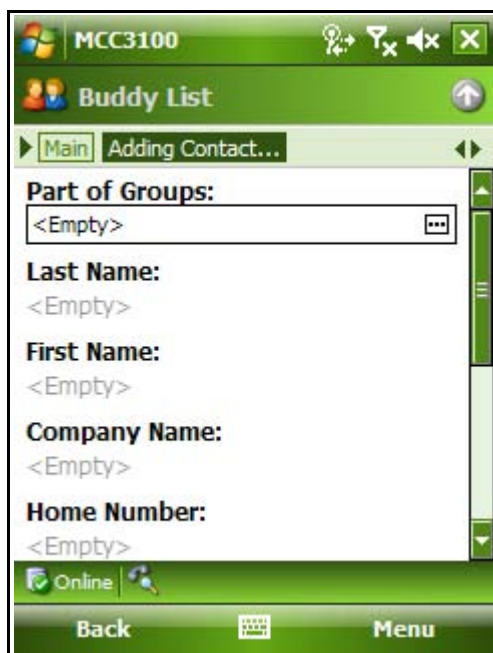 MCC3100
Buddy List
Main Adding Contact...
Part of Groups:
<Empty>
Last Name:
<Empty>
First Name:
<Empty>
Company Name:
<Empty>
Home Number:
<Empty>
Online
Back Menu